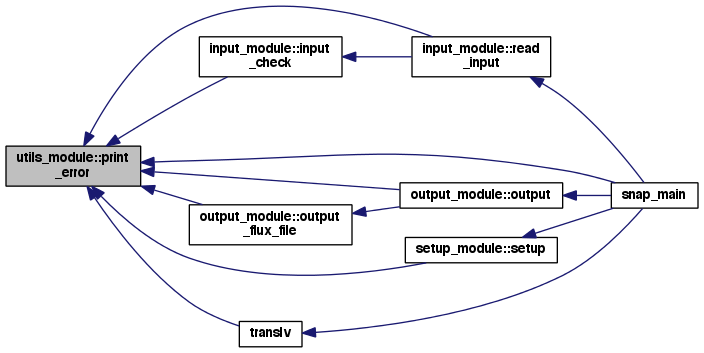 input_module::input
_check
input_module::read
_input
utils_module::print
_error
output_module::output
snap_main
output_module::output
_flux_file
setup_module::setup
translv